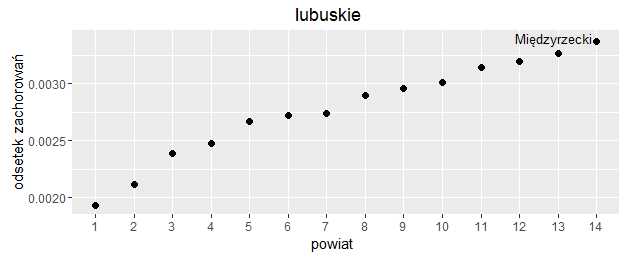 lubuskie
Międzyrzecki
odsetek zachorowań
0.0030
0.0025
0.0020
1 2 3 4 5 6 7 8 9 10 11 12 13 14
powiat